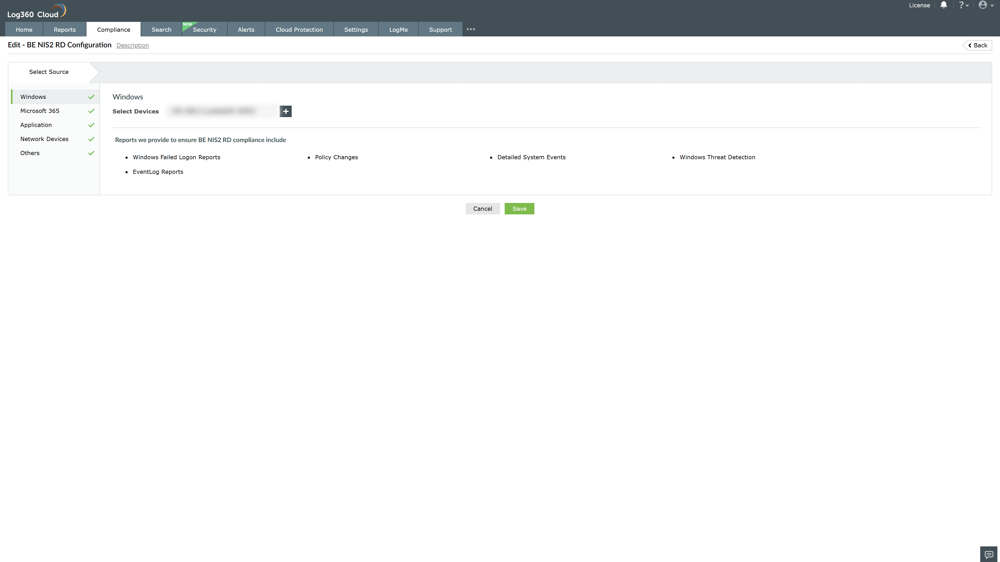 License
Log360 Cloud
Home Reports Compliance Search NEW Security Alerts Cloud Protection Settings LogMe Support
Edit - BE NIS2 RD Configuration Description Back
Select Source
Windows
Microsoft 365
Application
Network Devices
Others
Windows
Select Devices
Reports we provide to ensure BE NIS2 RD compliance include
Windows Failed Logon Reports Policy Changes Detailed System Events Windows Threat Detection
EventLog Reports
Cancel Save